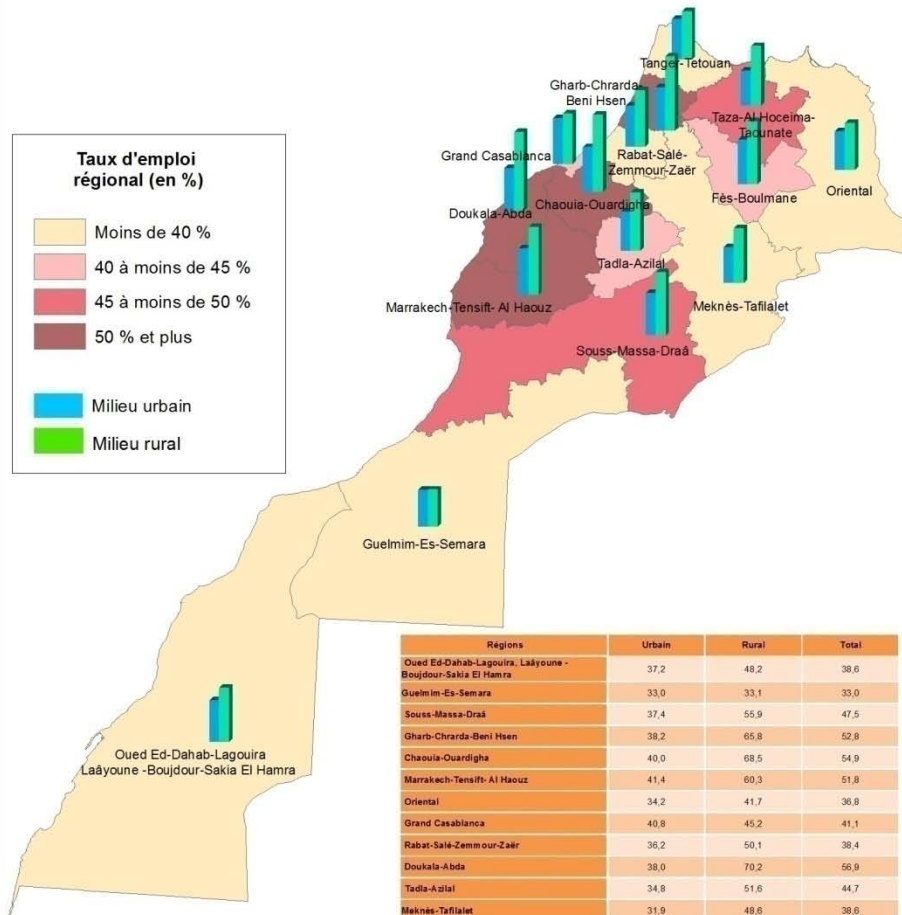 Tanger-Tetouan
Gharb-Chrarda-
Beni Hsen
Taza-Al Hoceima-
Taounate
Grand Casablanca
Rabat-Salé-
Zemmour-Zaër
Oriental
Fès-Boulmane
Chaouia-Ouardigha
Doukala-Abda
Tadla-Azilal
Marrakech-Tensift- Al Haouz
Meknès-Tafilalet
Souss-Massa-Draâ
Guelmim-Es-Semara
Oued Ed-Dahab-Lagouira
Laâyoune -Boujdour-Sakia El Hamra
Taux d'emploi
régional (en %)
Moins de 40 %
40 à moins de 45 %
45 à moins de 50 %
50 % et plus
Milieu urbain
Milieu rural
Régions Urbain Rural Total
Oued Ed-Dahab-Lagouira, Laâyoune -
Boujdour-Sakia El Hamra 37,2 48,2 38,6
Guelmim-Es-Semara 33,0 33,1 33,0
Souss-Massa-Draâ 37,4 55,9 47,5
Gharb-Chrarda-Beni Hsen 38,2 65,8 52,8
Chaouia-Ouardigha 40,0 68,5 54,9
Marrakech-Tensift- Al Haouz 41,4 60,3 51,8
Oriental 34,2 41,7 36,8
Grand Casablanca 40,8 45,2 41,1
Rabat-Salé-Zemmour-Zaër 36,2 50,1 38,4
Doukala-Abda 38,0 70,2 56,9
Tadla-Azilal 34,8 51,6 44,7
Meknès-Tafilalet 31,9 49,6 38,6